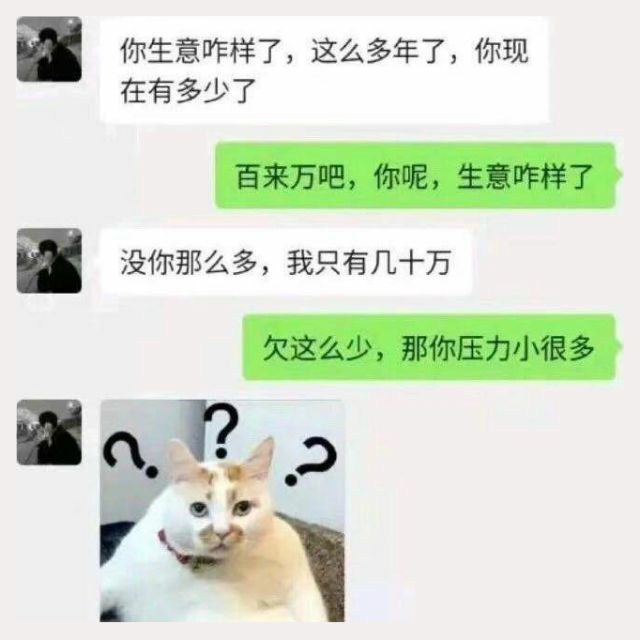 你生意咋样了，这么多年了，你现
在有多少了
百来万吧，你呢，生意咋样了
没你那么多，我只有几十万
欠这么少，那你压力小很多
? ? ?